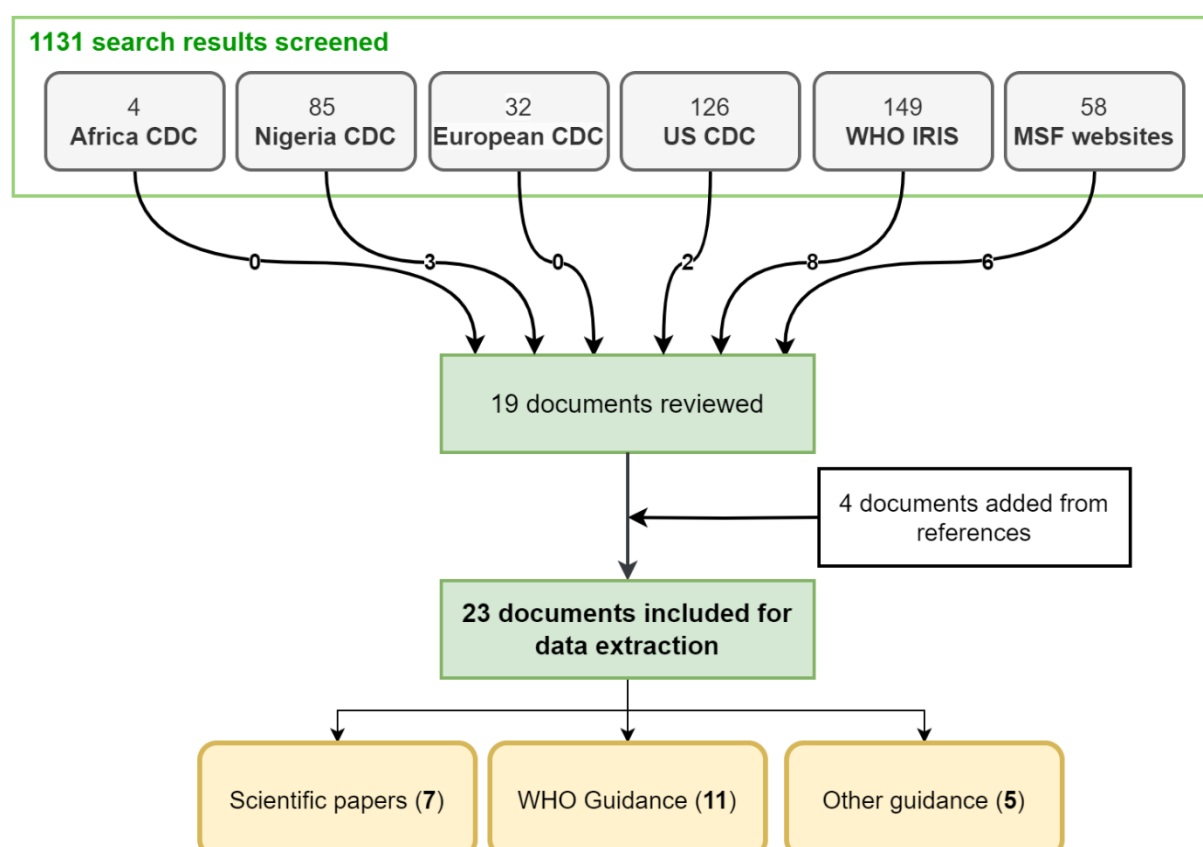 1131 search results screened
4
Africa CDC
85
Nigeria CDC
32
European CDC
126
US CDC
149
WHO IRIS
58
MSF websites
0
3
0
2
8
6
19 documents reviewed
4 documents added from
references
23 documents included for
data extraction
Scientific papers (7)
WHO Guidance (11)
Other guidance (5)